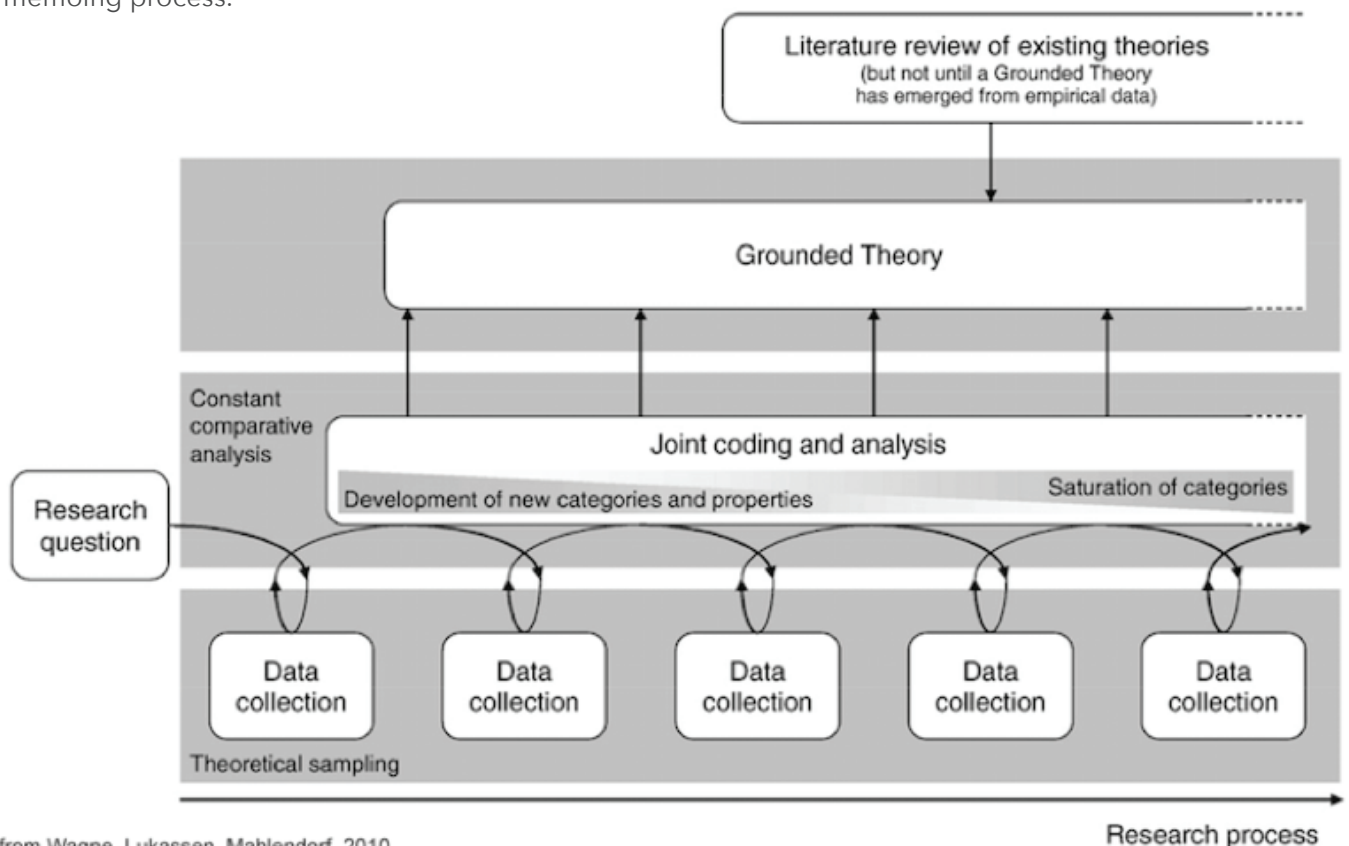 memoing process.
Literature review of existing theories
(but not until a Grounded Theory
has emerged from empirical data)
Grounded Theory
Constant
comparative
analysis
Joint coding and analysis
Development of new categories and properties
Saturation of categories
Research
question
Data
collection
Data
collection
Data
collection
Data
collection
Data
collection
Theoretical sampling
Research process
from Wagne, Lukassen, Mahlendorf, 2010